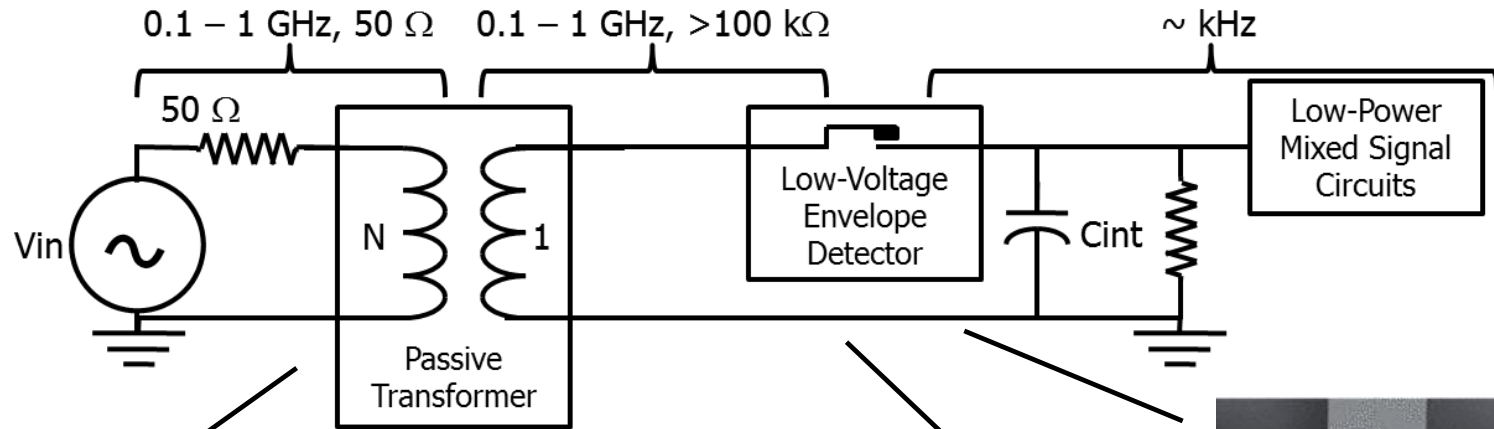 0.1 – 1 GHz, 50 Ω
0.1 – 1 GHz, >100 kΩ
~ kHz
50 Ω
Vin
N
1
Passive
Transformer
Low-Voltage
Envelope
Detector
Cint
Low-Power
Mixed Signal
Circuits